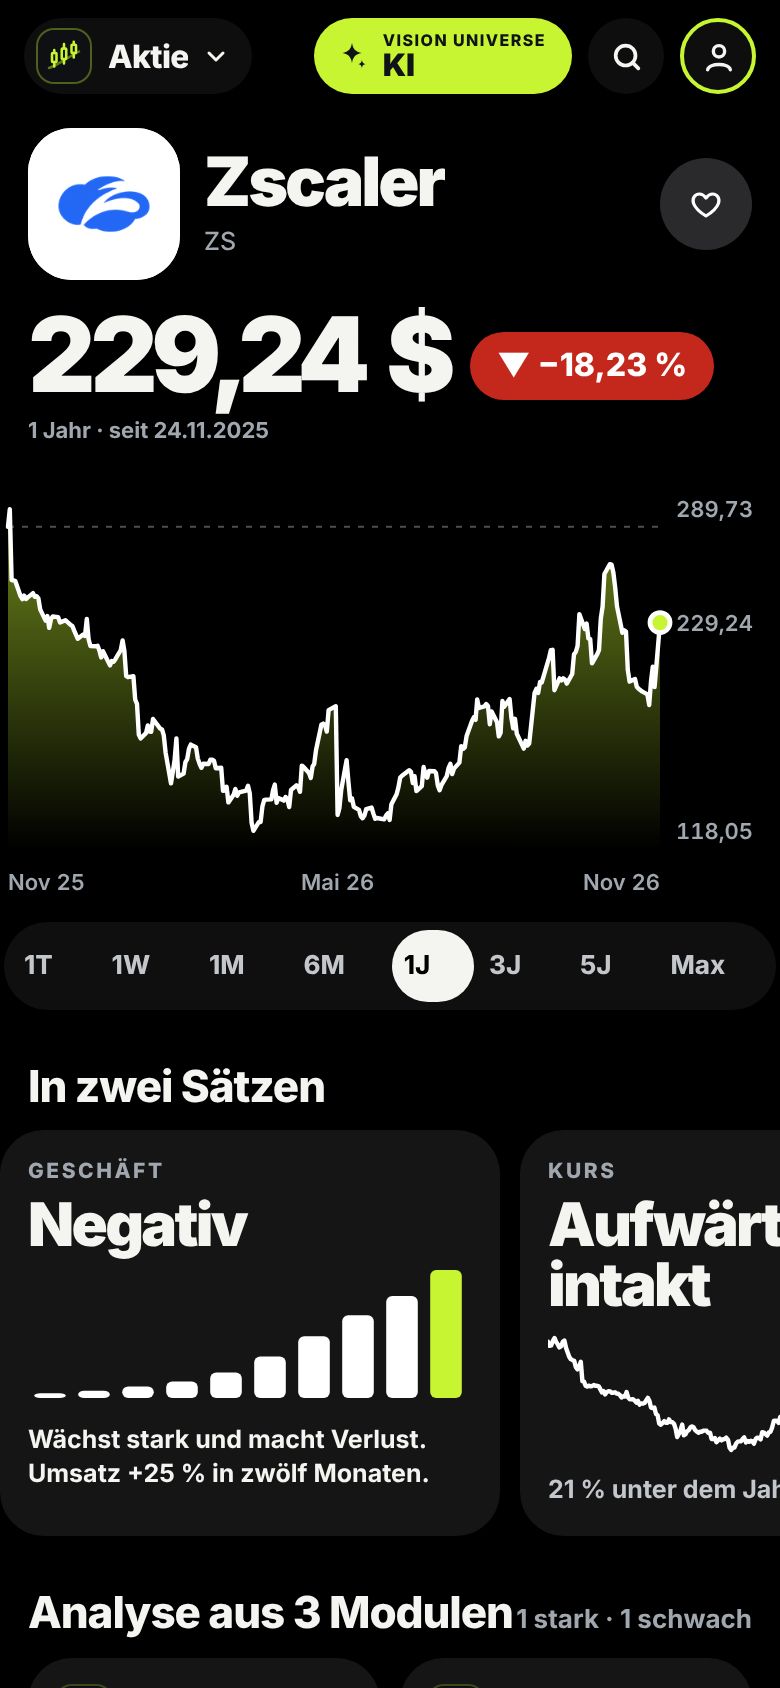 Aktie
VISION UNIVERSE
KI
Zscaler
ZS
229,24 $
▼ −18,23 %
1 Jahr · seit 24.11.2025
289,73
229,24
118,05
Nov 25
Mai 26
Nov 26
1T 1W 1M 6M 1J 3J 5J Max
In zwei Sätzen
GESCHÄFT
Negativ
Wächst stark und macht Verlust.
Umsatz +25 % in zwölf Monaten.
KURS
Aufwärt
intakt
21 % unter dem Jah
Analyse aus 3 Modulen
1 stark · 1 schwach